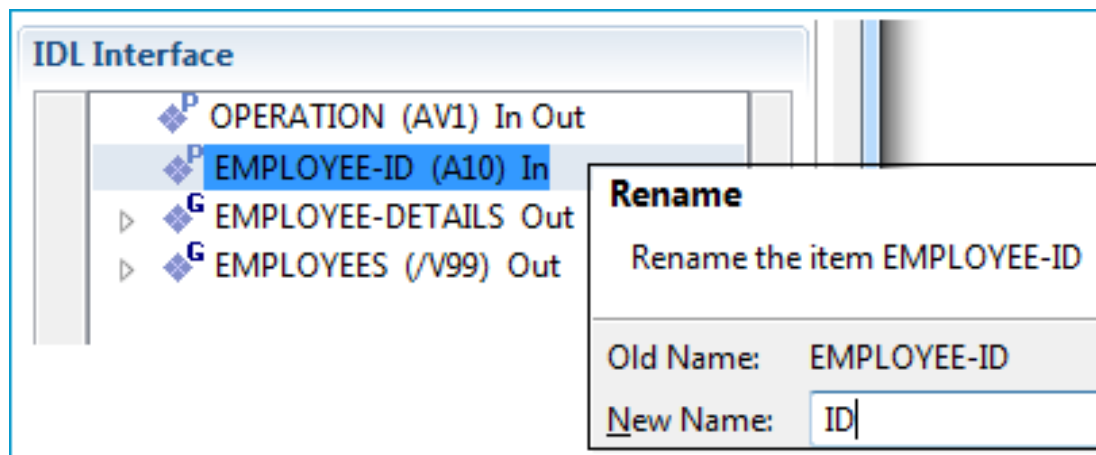 IDL Interface
P OPERATION (AV1) In Out
P EMPLOYEE-ID (A10) In
G EMPLOYEE-DETAILS Out
G EMPLOYEES (/V99) Out
Rename
Rename the item EMPLOYEE-ID
Old Name: EMPLOYEE-ID
New Name: ID